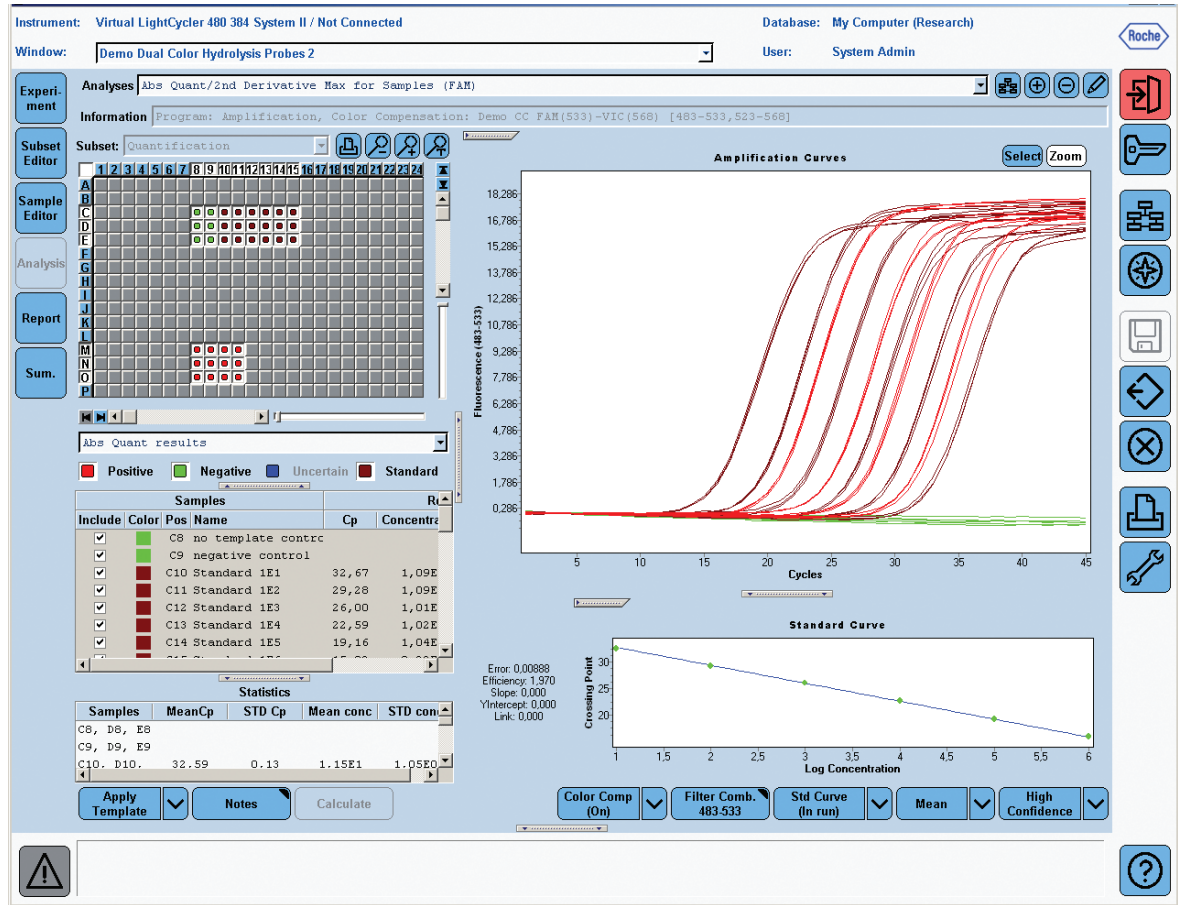 Instrument: Virtual LightCycler 480 384 System II / Not Connected
Database: My Computer (Research)
Window: Demo Dual Color Hydrolysis Probes 2
User: System Admin
Roche
Experi-
ment
Subset
Editor
Sample
Editor
Analysis
Report
Sum.
Analyses Abs Quant/2nd Derivative Max for Samples (FAM)
Information Program: Amplification, Color Compensation: Demo CC FAM(533)-VIC(568) [483-533,523-568]
Subset: Quantification
1 2 3 4 5 6 7 8 9 10 11 12 13 14 15 16 17 18 19 20 21 22 23 24
A
B
C
D
E
F
G
H
I
J
K
L
M
N
O
P
Abs Quant results
Positive Negative Uncertain Standard
Samples
Include Color Pos Name Cp Concentra
C8 no template contro
C9 negative control
C10 Standard 1E1 32,67 1,09E
C11 Standard 1E2 29,28 1,09E
C12 Standard 1E3 26,00 1,01E
C13 Standard 1E4 22,59 1,02E
C14 Standard 1E5 19,16 1,04E
Statistics
Samples MeanCp STD Cp Mean conc STD con
C8, D8, E8
C9, D9, E9
C10, D10, 32.59 0.13 1.15E1 1.05E0
Apply
Template
Notes
Calculate
Amplification Curves
Select Zoom
Fluorescence (483-533)
18,286
16,786
15,286
13,786
12,286
10,786
9,286
7,786
6,286
4,786
3,286
1,786
0,286
5 10 15 20 25 30 35 40 45
Cycles
Standard Curve
Error: 0,00888
Efficiency: 1,970
Slope: 0,000
YIntercept: 0,000
Link: 0,000
Crossing Point
30
25
20
1 1,5 2 2,5 3 3,5 4 4,5 5 5,5 6
Log Concentration
Color Comp
(On)
Filter Comb.
483-533
Std Curve
(In run)
Mean
High
Confidence